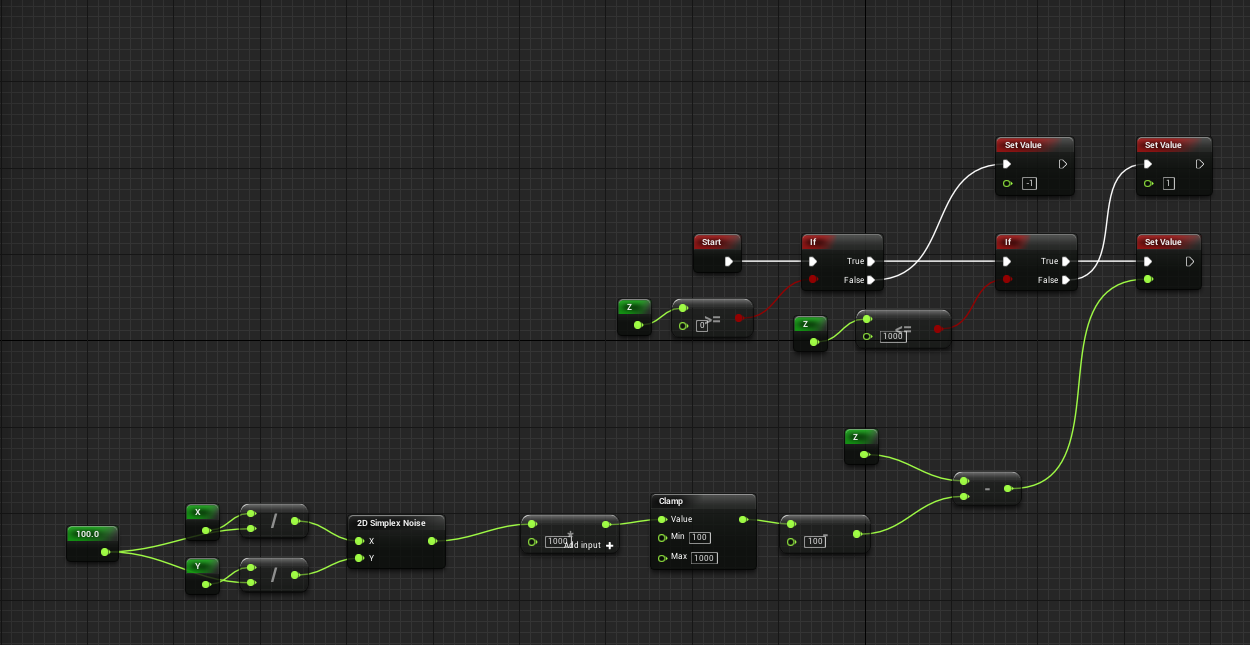 Set Value
-1
Set Value
1
Start
If
True
False
If
True
False
Set Value
Z
0
>=
Z
1000
<=
Z
-
100.0
X
/
Y
/
2D Simplex Noise
X
Y
1000
*
Add input +
Clamp
Value
Min 100
Max 1000
100
-